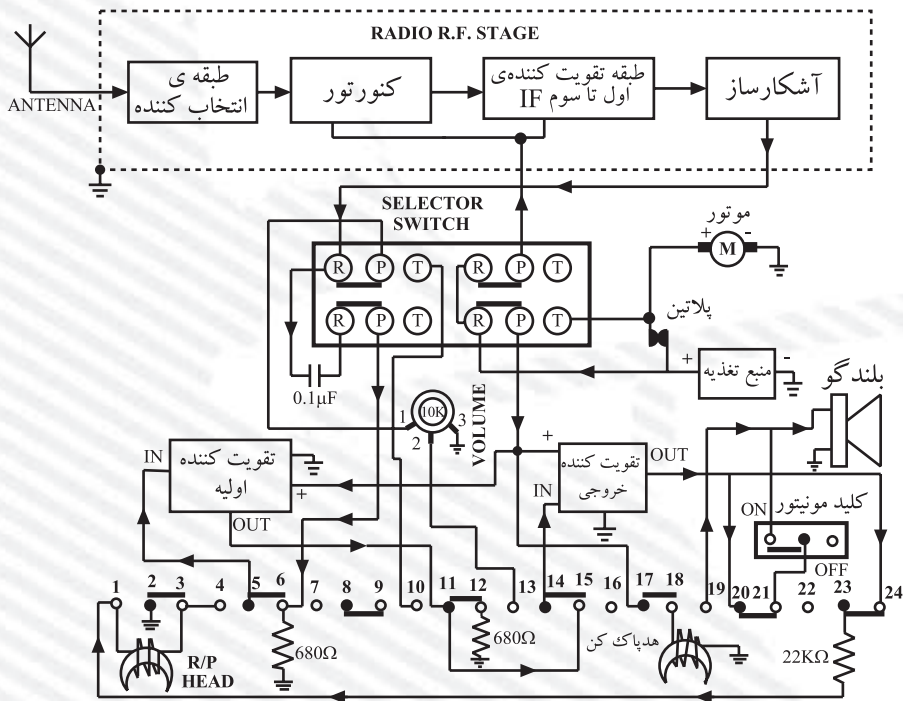 RADIO R.F. STAGE
ANTENNA
طبقه ی
انتخاب کننده
کنورتور
طبقه تقویت کننده‌ی
اول تا سوم IF
آشکارساز
SELECTOR
SWITCH
R P T R P T
R P T R P T
موتور
+ -
M
پلاتین
+ منبع تغذیه -
بلندگو
0.1µF
1 10K 3
2
VOLUME
IN
تقویت کننده
اولیه
+
OUT
+
تقویت کننده
خروجی
IN
OUT
کلید مونیتور
ON
OFF
1 2 3 4 5 6 7 8 9 10 11 12 13 14 15 16 17 18 19 20 21 22 23 24
R/P
HEAD
680Ω
680Ω
هدپاک کن
22KΩ